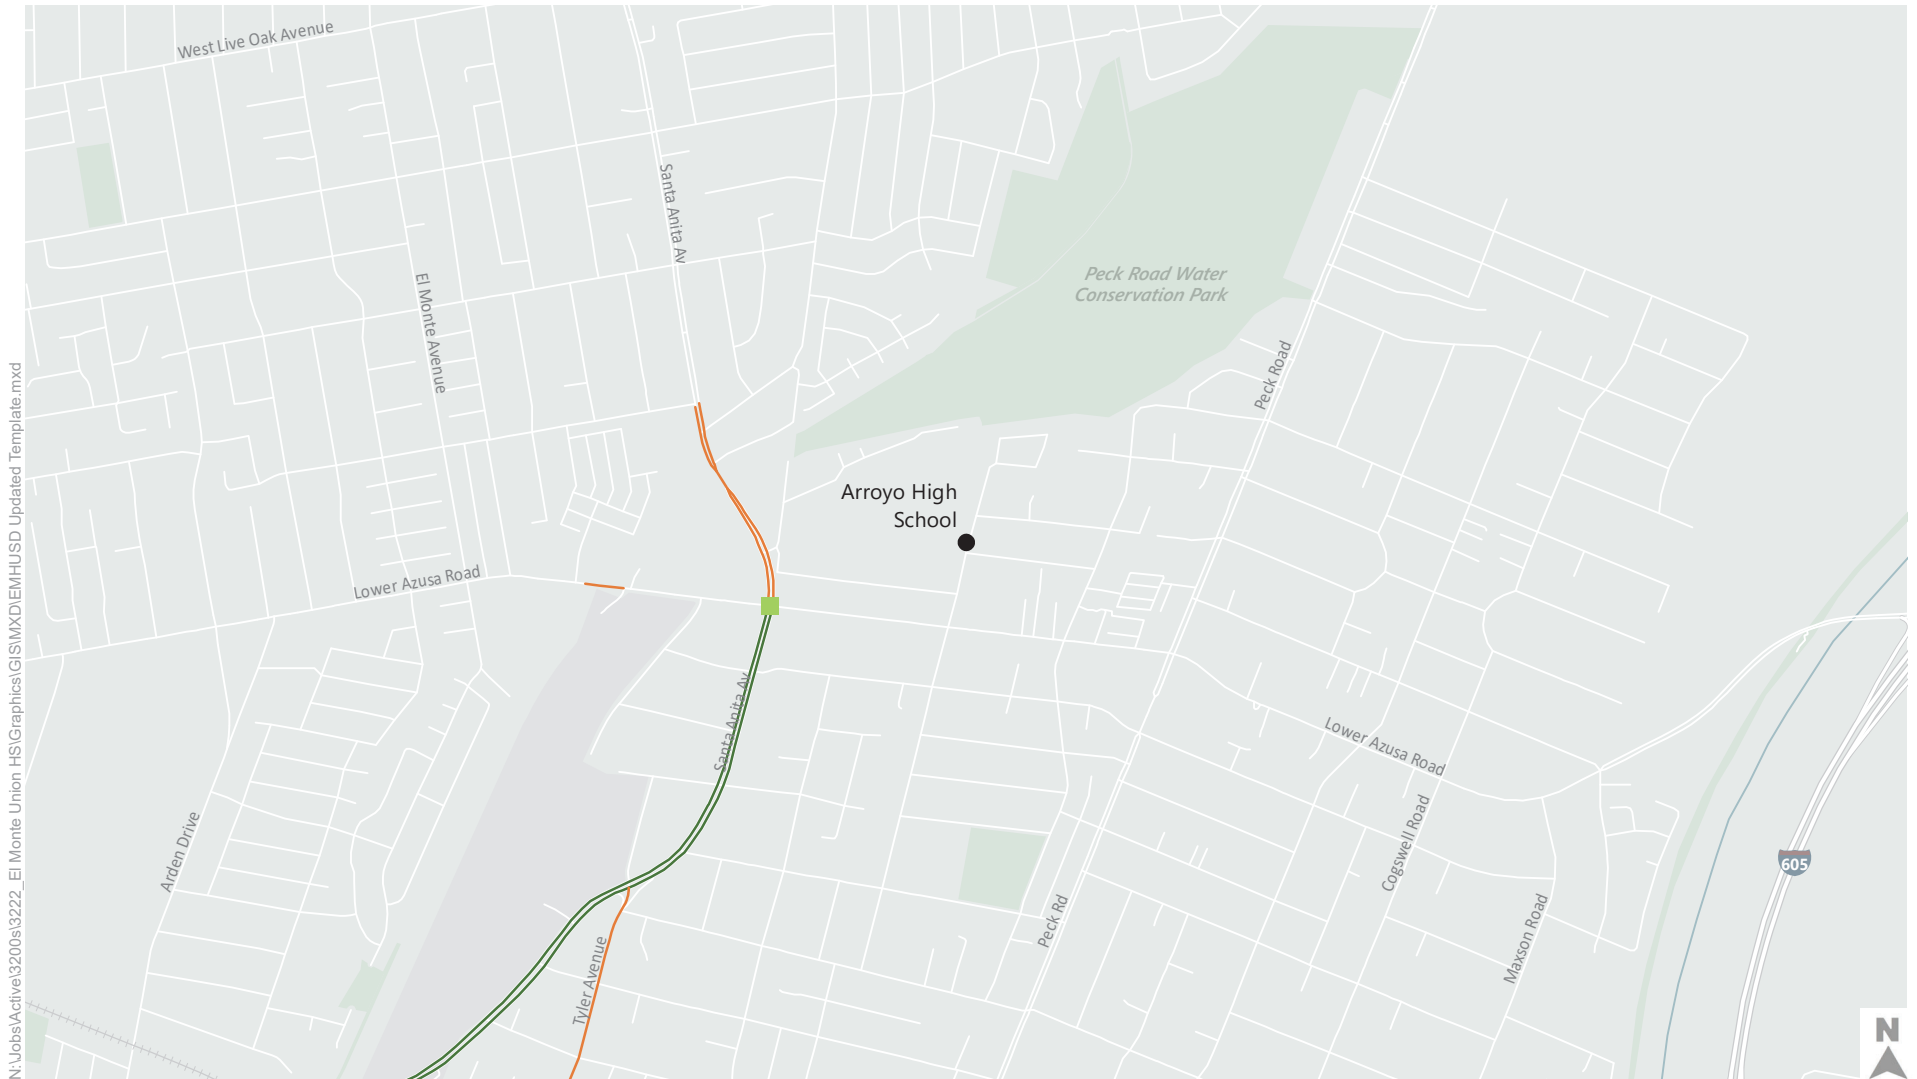 West Live Oak Avenue
Santa Anita Av
El Monte Avenue
Peck Road Water
Conservation Park
Peck Road
Arroyo High
School
Lower Azusa Road
Santa Anita Av
Lower Azusa Road
Arden Drive
Cogswell Road
605
Peck Rd
Maxson Road
Tyler Avenue
N
N:\Jobs\Active\3200s\3222_El Monte Union HS\Graphics\GIS\MXD\EMHUSD Updated Template.mxd